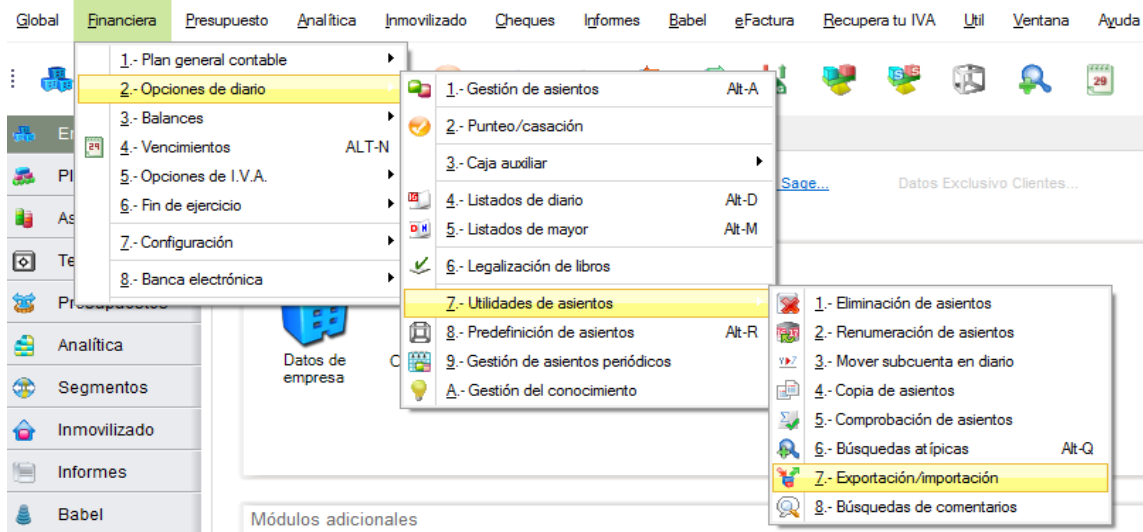 Global Financiera Presupuesto Analítica Inmovilizado Cheques Informes Babel eFactura Recupera tu IVA Util Ventana Ayuda
1.- Plan general contable
2.- Opciones de diario
3.- Balances
4.- Vencimientos ALT-N
5.- Opciones de I.V.A.
6.- Fin de ejercicio
7.- Configuración
8.- Banca electrónica
1.- Gestión de asientos Alt-A
2.- Punteo/casación
3.- Caja auxiliar
4.- Listados de diario Alt-D
5.- Listados de mayor Alt-M
6.- Legalización de libros
7.- Utilidades de asientos
8.- Predefinición de asientos Alt-R
9.- Gestión de asientos periódicos
A.- Gestión del conocimiento
1.- Eliminación de asientos
2.- Renumeración de asientos
3.- Mover subcuenta en diario
4.- Copia de asientos
5.- Comprobación de asientos
6.- Búsquedas atípicas Alt-Q
7.- Exportación/importación
8.- Búsquedas de comentarios
Sage... Datos Exclusivo Clientes...
29
Presupuestos
Analítica
Segmentos
Inmovilizado
Informes
Babel
Datos de
empresa
Módulos adicionales